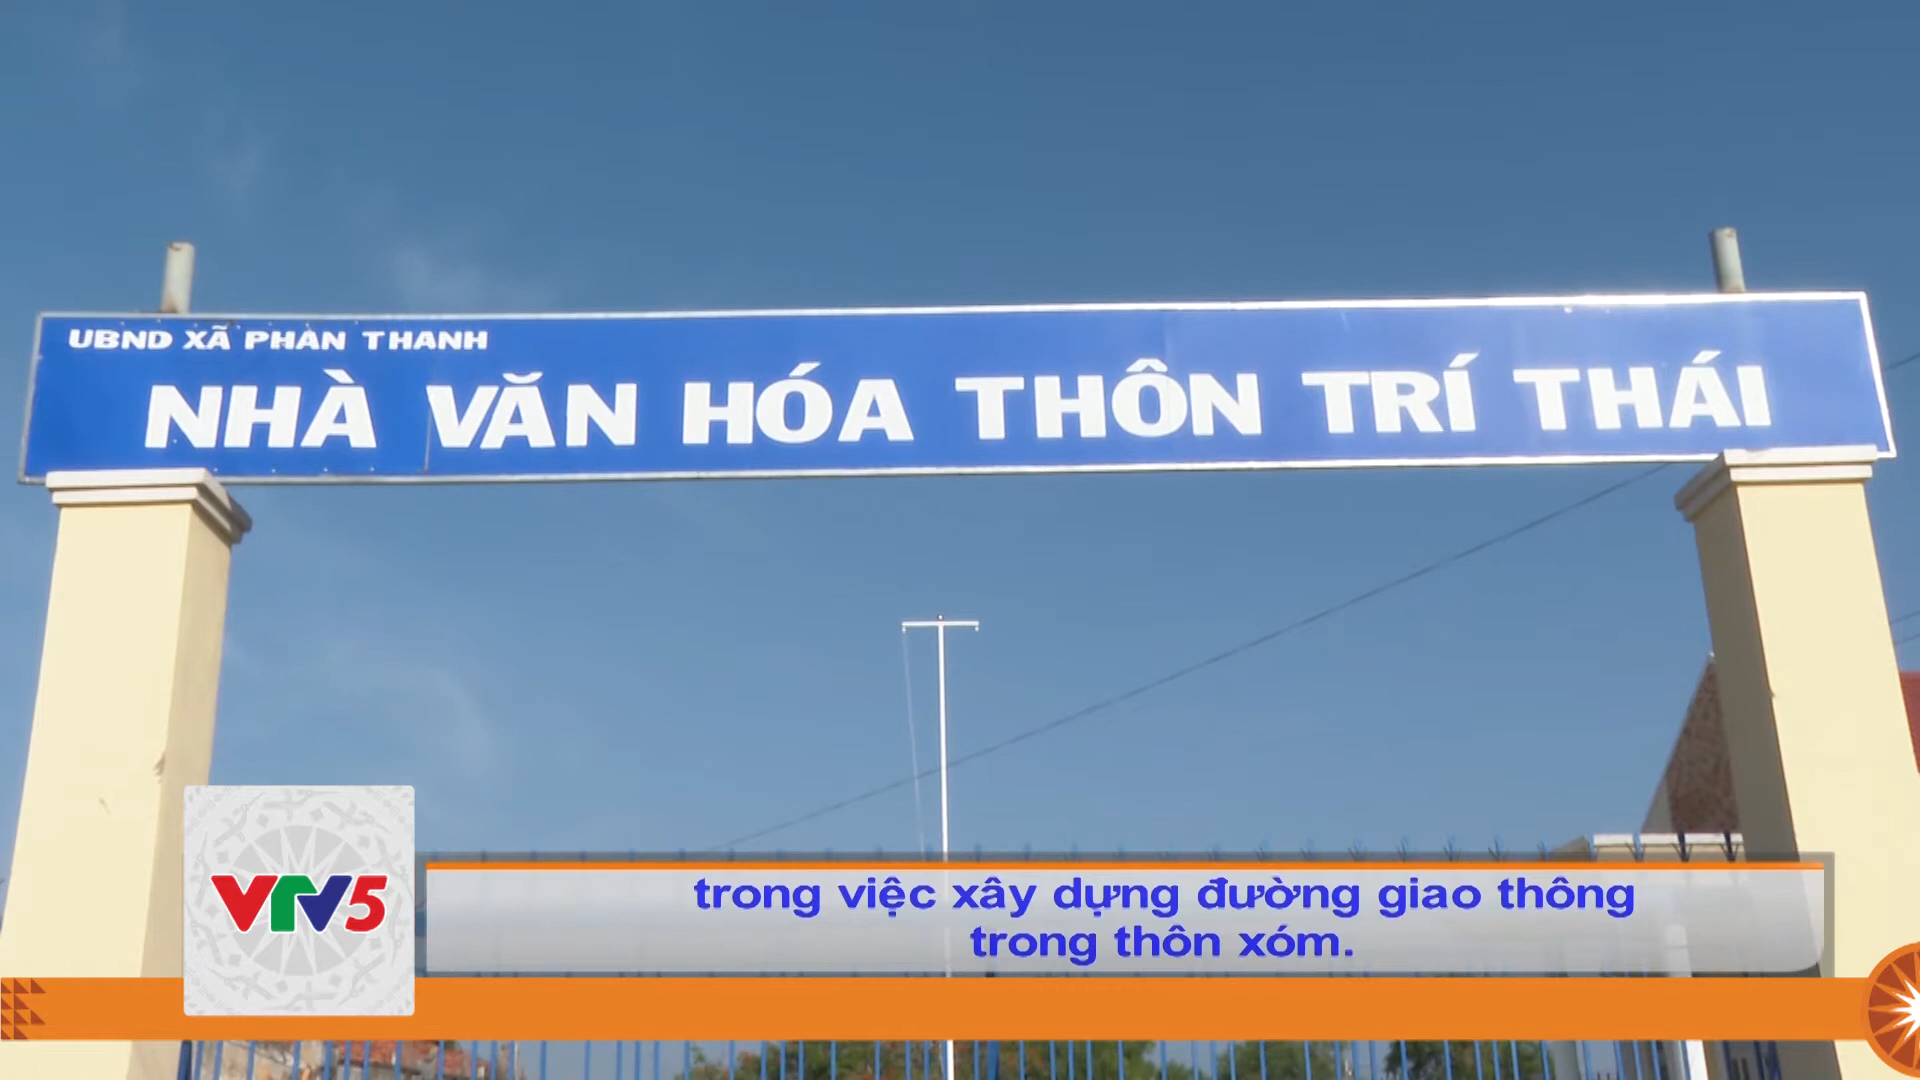 UBND XÃ PHAN THANH
NHÀ VĂN HÓA THÔN TRÍ THÁI
VTV5
trong việc xây dựng đường giao thông
trong thôn xóm.